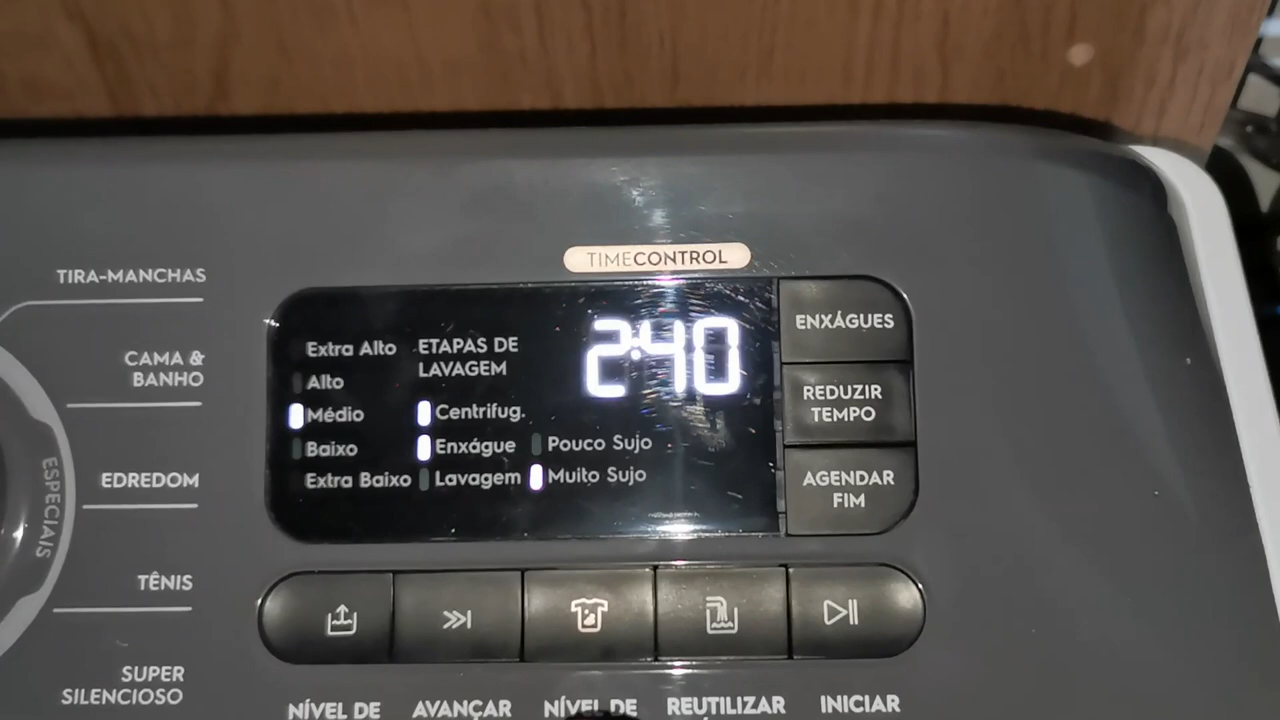 TIMECONTROL
TIRA-MANCHAS
CAMA &
BANHO
EDREDOM
TÊNIS
SUPER
SILENCIOSO
ESPECIAIS
Extra Alto
Alto
Médio
Baixo
Extra Baixo
ETAPAS DE
LAVAGEM
Centrifug.
Enxágue
Lavagem
Pouco Sujo
Muito Sujo
2:40
ENXÁGUES
REDUZIR
TEMPO
AGENDAR
FIM
NÍVEL DE
AVANÇAR
NÍVEL DE
REUTILIZAR
INICIAR